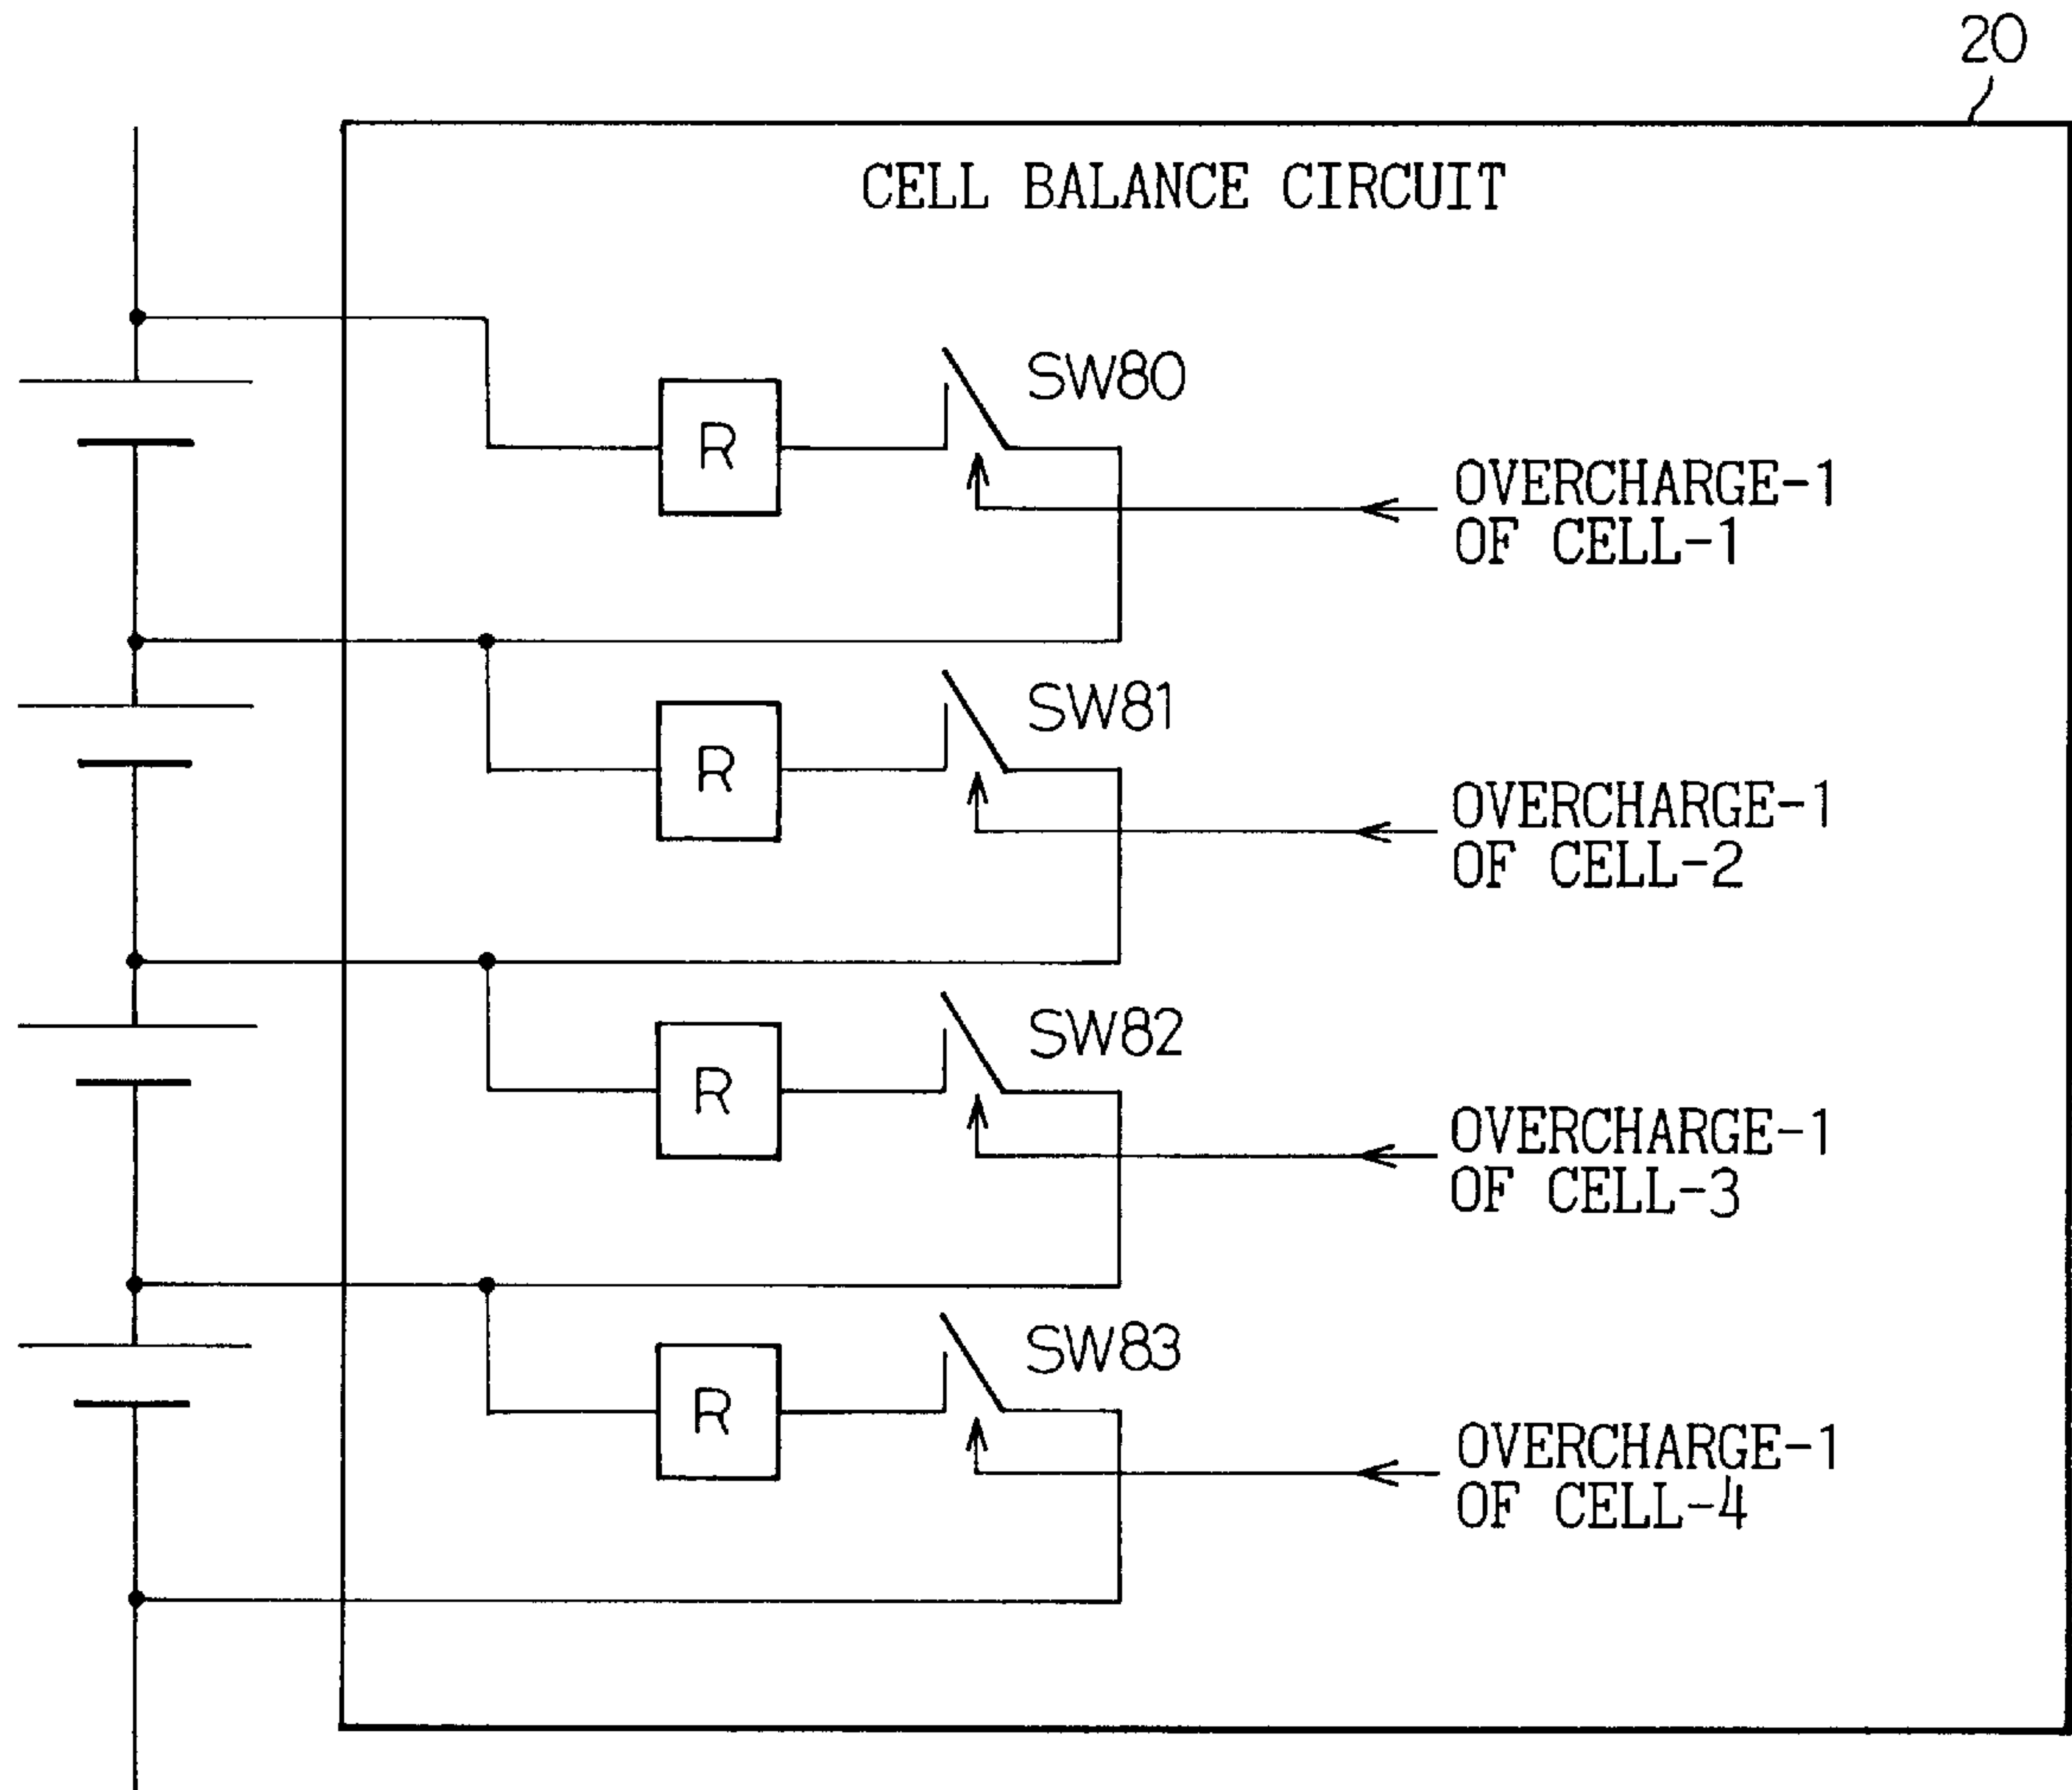 20
CELL BALANCE CIRCUIT
R
SW80
OVERCHARGE-1
OF CELL-1
R
SW81
OVERCHARGE-1
OF CELL-2
R
SW82
OVERCHARGE-1
OF CELL-3
R
SW83
OVERCHARGE-1
OF CELL-4